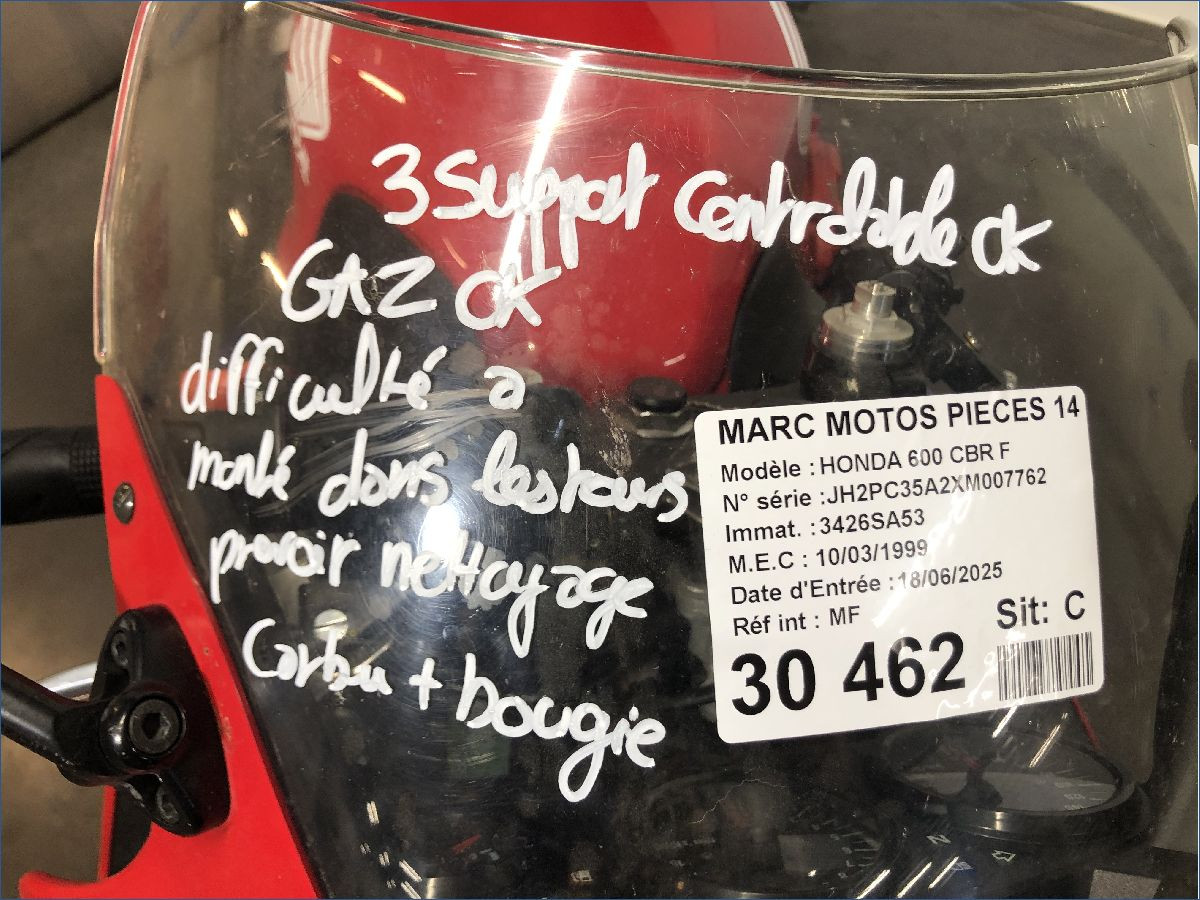 3 Support Contrôlable OK
GAZ OK
difficulté a
monté dans les tours
prevoir nettoyage
Carbu + bougie
MARC MOTOS PIECES 14
Modèle : HONDA 600 CBR F
N° série : JH2PC35A2XM007762
Immat. : 3426SA53
M.E.C : 10/03/1999
Date d'Entrée : 18/06/2025
Réf int : MF
Sit: C
30 462
N